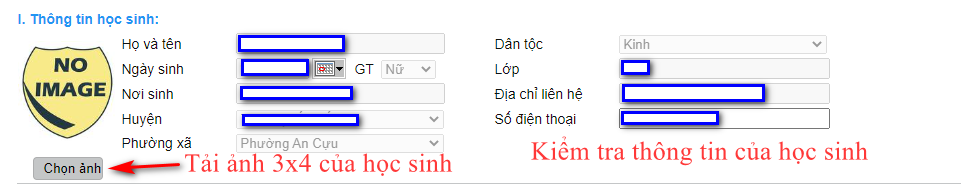 I. Thông tin học sinh:
NO IMAGE
Họ và tên
Dân tộc Kinh
Ngày sinh GT Nữ
Lớp
Nơi sinh
Địa chỉ liên hệ
Huyện
Số điện thoại
Phường xã Phường An Cựu
Chọn ảnh
Tải ảnh 3x4 của học sinh
Kiểm tra thông tin của học sinh